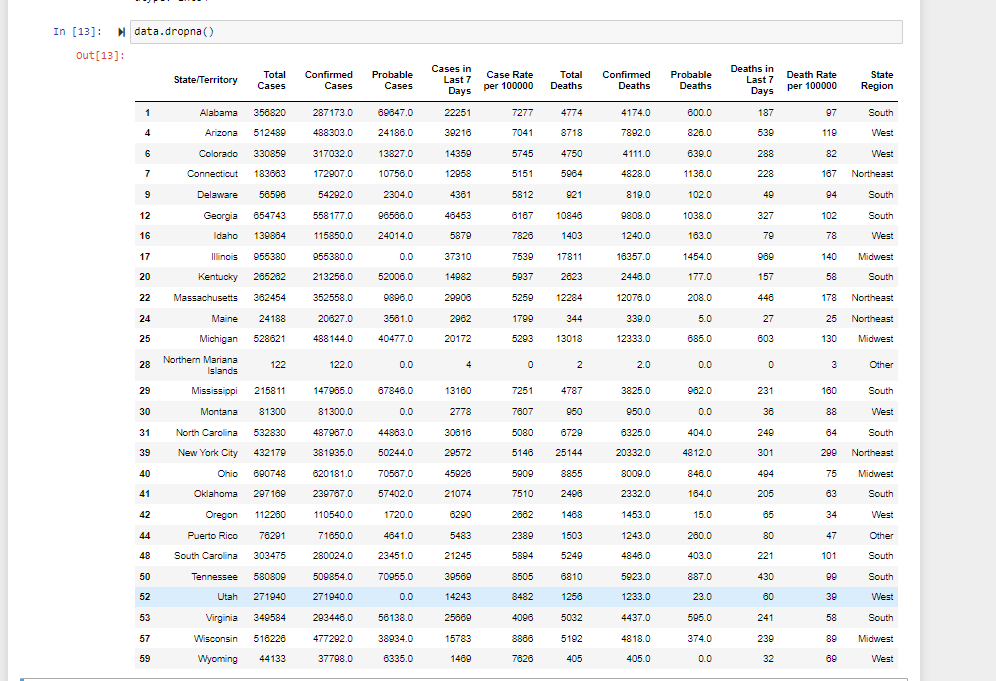 In [13]: data.dropna()
Out[13]:
State/Territory Total Cases Confirmed Cases Probable Cases Cases in Last 7 Days Case Rate per 100000 Total Deaths Confirmed Deaths Probable Deaths Deaths in Last 7 Days Death Rate per 100000 State Region
1 Alabama 356820 287173.0 69647.0 22251 7277 4774 4174.0 600.0 187 97 South
4 Arizona 512489 488303.0 24186.0 39216 7041 8718 7892.0 826.0 539 119 West
6 Colorado 330859 317032.0 13827.0 14359 5745 4750 4111.0 639.0 288 82 West
7 Connecticut 183663 172907.0 10756.0 12958 5151 5964 4828.0 1136.0 228 167 Northeast
9 Delaware 56596 54292.0 2304.0 4361 5812 921 819.0 102.0 49 94 South
12 Georgia 654743 558177.0 96566.0 46453 6167 10846 9808.0 1038.0 327 102 South
16 Idaho 139864 115850.0 24014.0 5879 7826 1403 1240.0 163.0 79 78 West
17 Illinois 955380 955380.0 0.0 37310 7539 17811 16357.0 1454.0 969 140 Midwest
20 Kentucky 265262 213256.0 52006.0 14982 5937 2623 2446.0 177.0 157 58 South
22 Massachusetts 362454 352558.0 9896.0 29906 5259 12284 12076.0 208.0 446 178 Northeast
24 Maine 24188 20627.0 3561.0 2962 1799 344 339.0 5.0 27 25 Northeast
25 Michigan 528621 488144.0 40477.0 20172 5293 13018 12333.0 685.0 603 130 Midwest
28 Northern Mariana Islands 122 122.0 0.0 4 0 2 2.0 0.0 0 3 Other
29 Mississippi 215811 147965.0 67846.0 13160 7251 4787 3825.0 962.0 231 160 South
30 Montana 81300 81300.0 0.0 2778 7607 950 950.0 0.0 36 88 West
31 North Carolina 532830 487967.0 44863.0 30616 5080 6729 6325.0 404.0 249 64 South
39 New York City 432179 381935.0 50244.0 29572 5146 25144 20332.0 4812.0 301 299 Northeast
40 Ohio 690748 620181.0 70567.0 45926 5909 8855 8009.0 846.0 494 75 Midwest
41 Oklahoma 297169 239767.0 57402.0 21074 7510 2496 2332.0 164.0 205 63 South
42 Oregon 112260 110540.0 1720.0 6290 2662 1468 1453.0 15.0 65 34 West
44 Puerto Rico 76291 71650.0 4641.0 5483 2389 1503 1243.0 260.0 80 47 Other
48 South Carolina 303475 280024.0 23451.0 21245 5894 5249 4846.0 403.0 221 101 South
50 Tennessee 580809 509854.0 70955.0 39569 8505 6810 5923.0 887.0 430 99 South
52 Utah 271940 271940.0 0.0 14243 8482 1256 1233.0 23.0 60 39 West
53 Virginia 349584 293446.0 56138.0 25669 4096 5032 4437.0 595.0 241 58 South
57 Wisconsin 516226 477292.0 38934.0 15783 8866 5192 4818.0 374.0 239 89 Midwest
59 Wyoming 44133 37798.0 6335.0 1469 7626 405 405.0 0.0 32 69 West